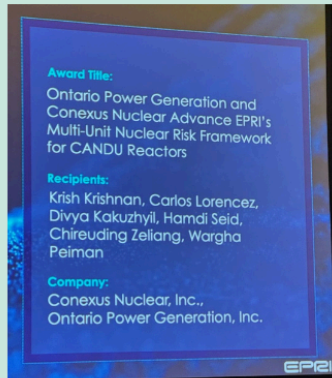 Award Title:
Ontario Power Generation and
Conexus Nuclear Advance EPRI's
Multi-Unit Nuclear Risk Framework
for CANDU Reactors
Recipients:
Krish Krishnan, Carlos Lorencez,
Divya Kakuzhyil, Hamdi Seid,
Chireuding Zeliang, Wargha
Peiman
Company:
Conexus Nuclear, Inc.,
Ontario Power Generation, Inc.
EPRI